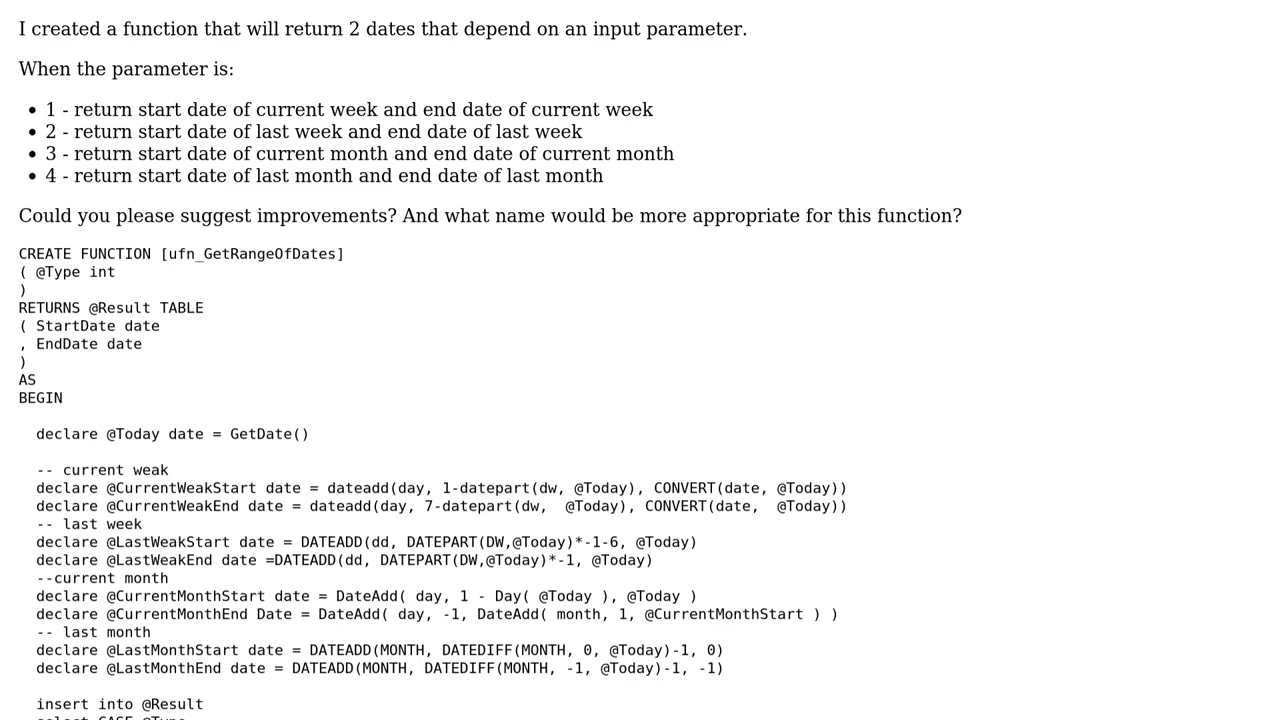 I created a function that will return 2 dates that depend on an input parameter.
When the parameter is:
• 1 - return start date of current week and end date of current week
• 2 - return start date of last week and end date of last week
• 3 - return start date of current month and end date of current month
• 4 - return start date of last month and end date of last month
Could you please suggest improvements? And what name would be more appropriate for this function?
CREATE FUNCTION [ufn_GetRangeOfDates]
( @Type int
)
RETURNS @Result TABLE
( StartDate date
, EndDate date
)
AS
BEGIN
declare @Today date = GetDate()
-- current weak
declare @CurrentWeakStart date = dateadd(day, 1-datepart(dw, @Today), CONVERT(date, @Today))
declare @CurrentWeakEnd date = dateadd(day, 7-datepart(dw,  @Today), CONVERT(date,  @Today))
-- last week
declare @LastWeakStart date = DATEADD(dd, DATEPART(DW,@Today)*-1-6, @Today)
declare @LastWeakEnd date =DATEADD(dd, DATEPART(DW,@Today)*-1, @Today)
--current month
declare @CurrentMonthStart date = DateAdd( day, 1 - Day( @Today ), @Today )
declare @CurrentMonthEnd Date = DateAdd( day, -1, DateAdd( month, 1, @CurrentMonthStart ) )
-- last month
declare @LastMonthStart date = DATEADD(MONTH, DATEDIFF(MONTH, 0, @Today)-1, 0)
declare @LastMonthEnd date = DATEADD(MONTH, DATEDIFF(MONTH, -1, @Today)-1, -1)
insert into @Result
select CASE @Type